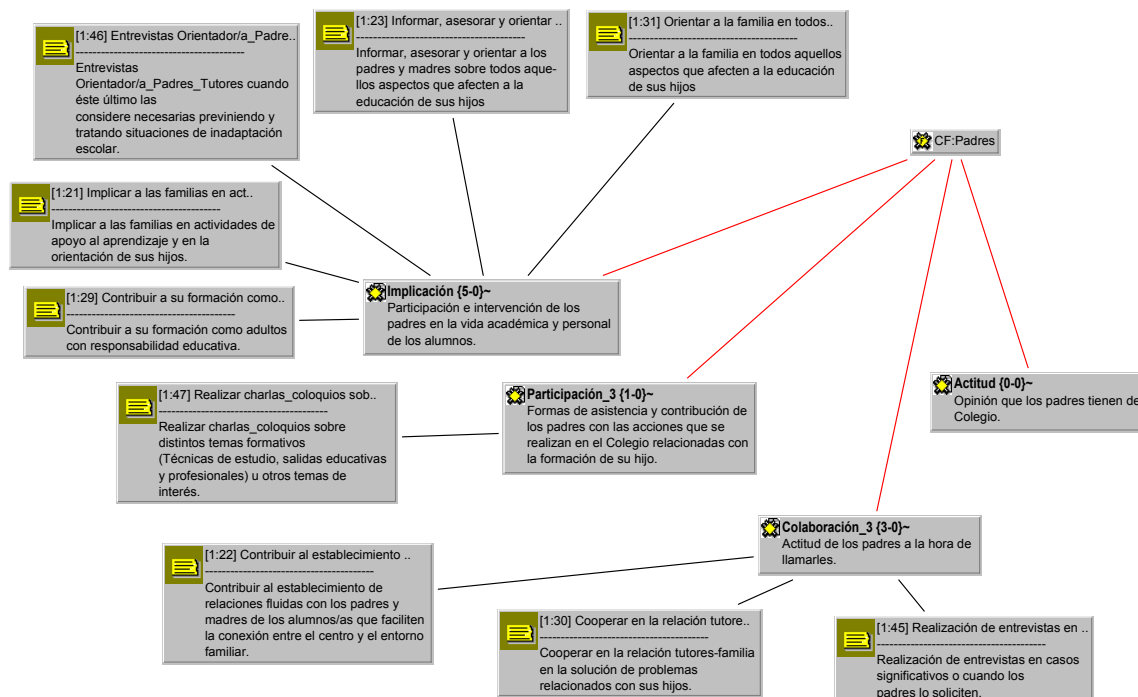 [1:46] Entrevistas Orientador/a_Padre..
----------------------------------------
Entrevistas
Orientador/a_Padres_Tutores cuando
éste último las
considere necesarias previniendo y
tratando situaciones de inadaptación
escolar.
[1:23] Informar, asesorar y orientar ..
----------------------------------------
Informar, asesorar y orientar a los
padres y madres sobre todos aque-
llos aspectos que afecten a la
educación de sus hijos
[1:31] Orientar a la familia en todos..
----------------------------------------
Orientar a la familia en todos aquellos
aspectos que afecten a la educación
de sus hijos
CF:Padres
[1:21] Implicar a las familias en act..
----------------------------------------
Implicar a las familias en actividades de
apoyo al aprendizaje y en la
orientación de sus hijos.
[1:29] Contribuir a su formación como..
----------------------------------------
Contribuir a su formación como adultos
con responsabilidad educativa.
Implicación {5-0}~
Participación e intervención de los
padres en la vida académica y personal
de los alumnos.
[1:47] Realizar charlas_coloquios sob..
----------------------------------------
Realizar charlas_coloquios sobre
distintos temas formativos
(Técnicas de estudio, salidas educativas
y profesionales) u otros temas de
interés.
Participación_3 {1-0}~
Formas de asistencia y contribución de
los padres con las acciones que se
realizan en el Colegio relacionadas con
la formación de su hijo.
Actitud {0-0}~
Opinión que los padres tienen de
Colegio.
Colaboración_3 {3-0}~
Actitud de los padres a la hora de
llamarles.
[1:22] Contribuir al establecimiento ..
----------------------------------------
Contribuir al establecimiento de
relaciones fluidas con los padres y
madres de los alumnos/as que faciliten
la conexión entre el centro y el entorno
familiar.
[1:30] Cooperar en la relación tutore..
----------------------------------------
Cooperar en la relación tutores-familia
en la solución de problemas
relacionados con sus hijos.
[1:45] Realización de entrevistas en ..
----------------------------------------
Realización de entrevistas en casos
significativos o cuando los
padres lo soliciten.